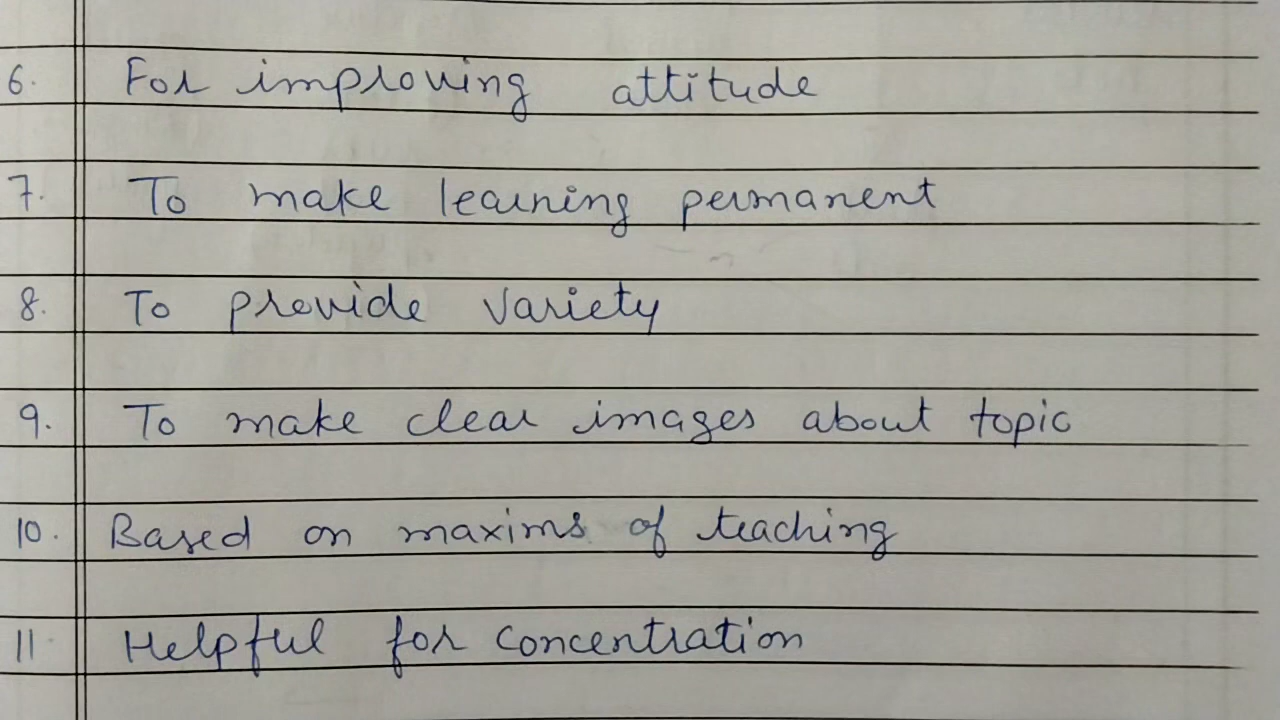 6. For improving attitude
7. To make learning permanent
8. To provide variety
9. To make clear images about topic
10. Based on maxims of teaching
11. Helpful for concentration